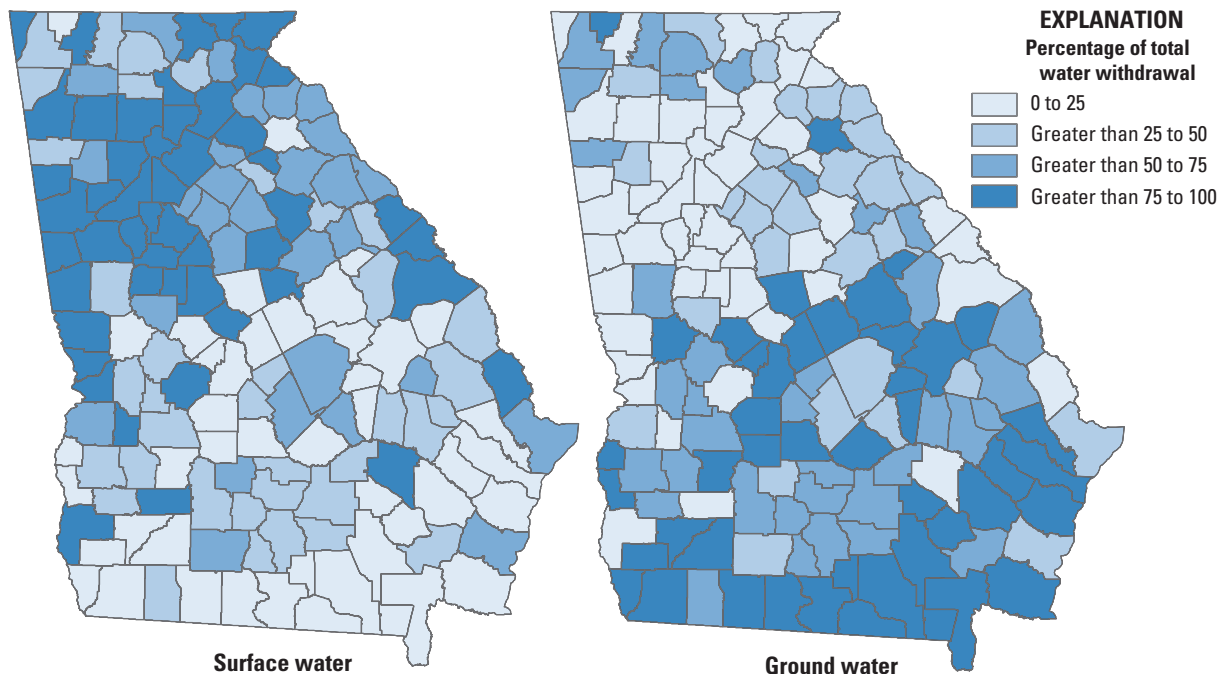 EXPLANATION
Percentage of total
water withdrawal
0 to 25
Greater than 25 to 50
Greater than 50 to 75
Greater than 75 to 100
Surface water
Ground water